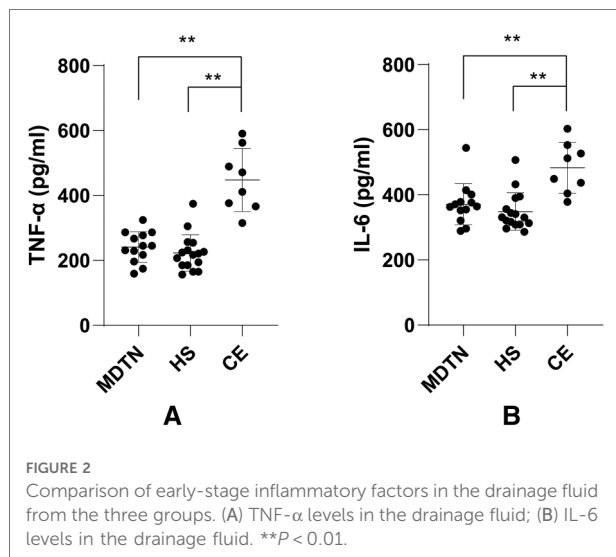 **
**
800
600
400
200
0
TNF-α (pg/ml)
MDTN
HS
CE
A
**
**
800
600
400
200
0
IL-6 (pg/ml)
MDTN
HS
CE
B
FIGURE 2
Comparison of early-stage inflammatory factors in the drainage fluid
from the three groups. (A) TNF-α levels in the drainage fluid; (B) IL-6
levels in the drainage fluid. **P < 0.01.